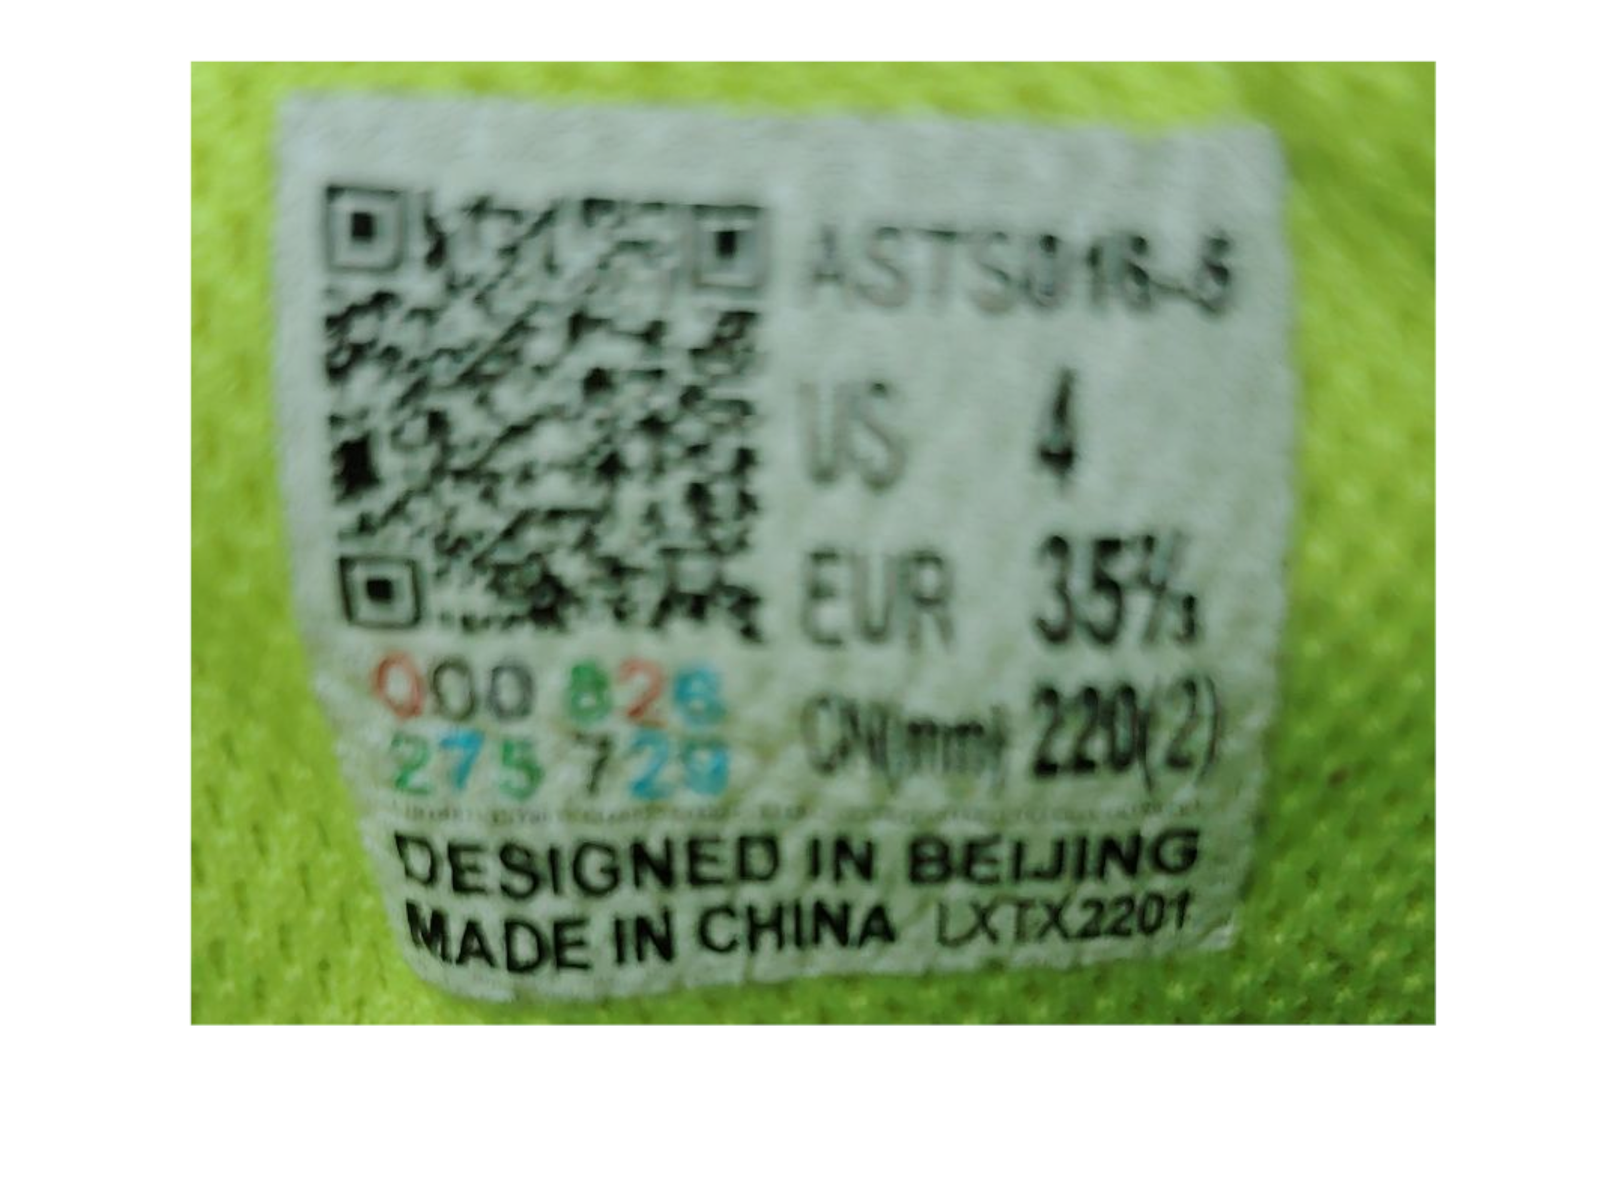 ASTS016-5
US 4
EUR 35⅔
CN(mm) 220(2)
000 826
275 729
DESIGNED IN BEIJING
MADE IN CHINA LXTX2201